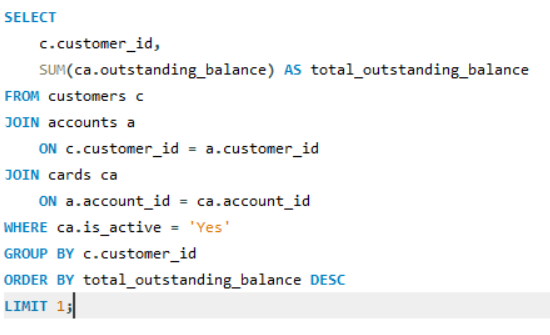 SELECT
    c.customer_id,
    SUM(ca.outstanding_balance) AS total_outstanding_balance
FROM customers c
JOIN accounts a
    ON c.customer_id = a.customer_id
JOIN cards ca
    ON a.account_id = ca.account_id
WHERE ca.is_active = 'Yes'
GROUP BY c.customer_id
ORDER BY total_outstanding_balance DESC
LIMIT 1;